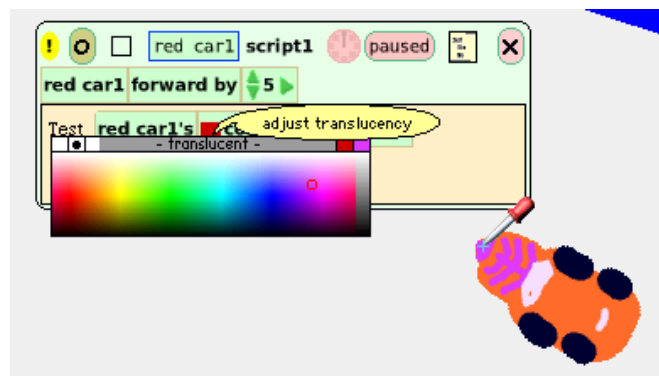 ! O red car1 script1 paused
red car1 forward by 5
adjust translucency
Test red car1's
- translucent -